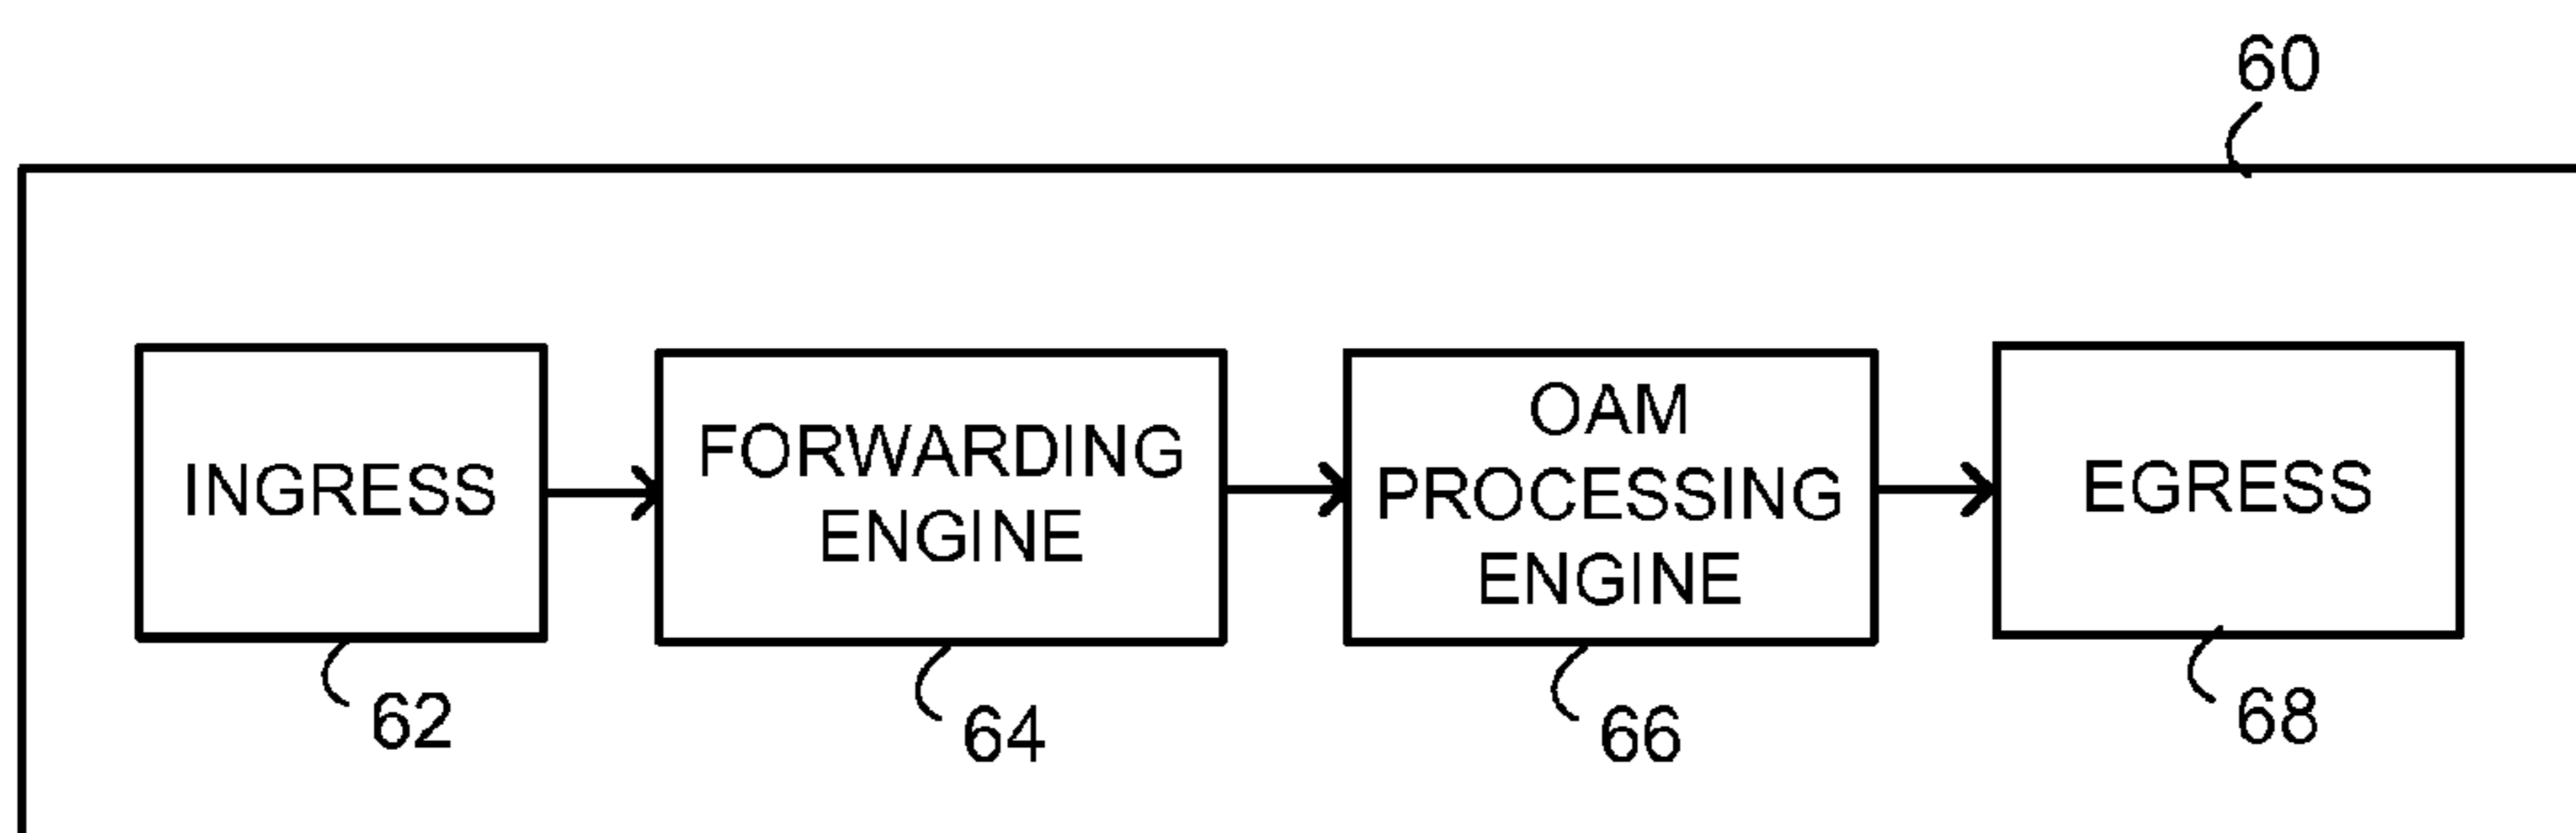 60
INGRESS
FORWARDING
ENGINE
OAM
PROCESSING
ENGINE
EGRESS
62
64
66
68